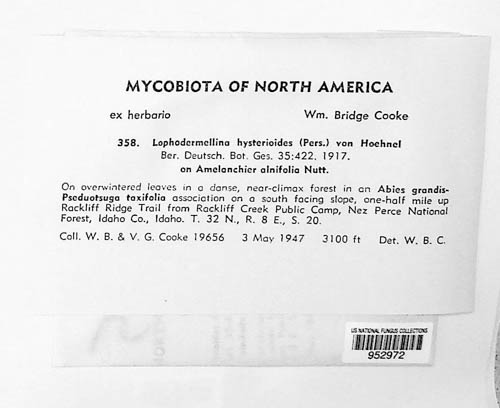 MYCOBIOTA OF NORTH AMERICA
ex herbario Wm. Bridge Cooke
358. Lophodermellina hysterioides (Pers.) von Hoehnel
Ber. Deutsch. Bot. Ges. 35:422. 1917.
on Amelanchier alnifolia Nutt.
On overwintered leaves in a danse, near-climax forest in an Abies grandis-
Pseduotsuga taxifolia association on a south facing slope, one-half mile up
Rackliff Ridge Trail from Rackliff Creek Public Camp, Nez Perce National
Forest, Idaho Co., Idaho. T. 32 N., R. 8 E., S. 20.
Coll. W. B. & V. G. Cooke 19656 3 May 1947 3100 ft Det. W. B. C.
US NATIONAL FUNGUS COLLECTIONS
952972